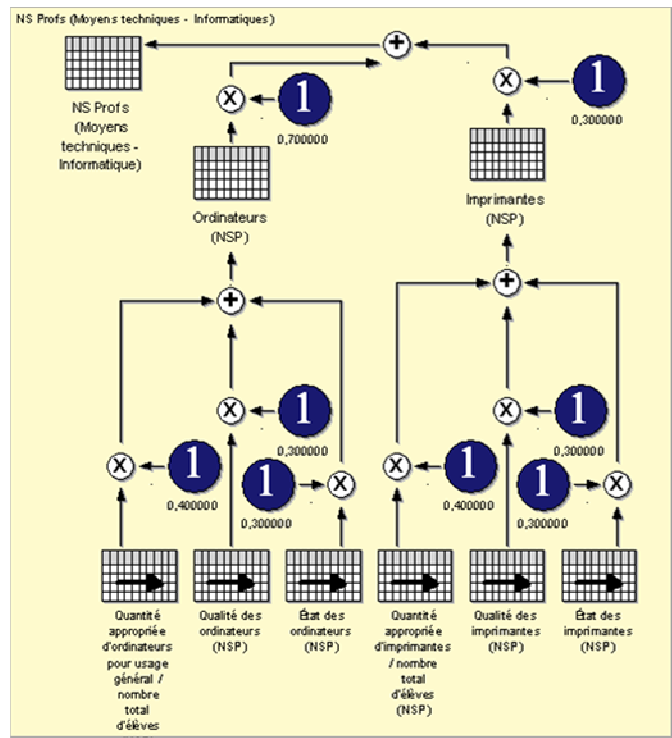 NS Profs (Moyens techniques - Informatiques)
+
X
1
0,700000
X
1
0,300000
NS Profs
(Moyens
techniques -
Informatique)
Ordinateurs
(NSP)
Imprimantes
(NSP)
+
+
X
1
0,300000
X
1
0,300000
X
1
0,400000
1
0,300000
X
X
1
0,400000
1
0,300000
X
Quantité
appropriée
d'ordinateurs
pour usage
général /
nombre
total
d'élèves
Qualité des
ordinateurs
(NSP)
État des
ordinateurs
(NSP)
Quantité
appropriée
d'imprimantes
/ nombre
total
d'élèves
(NSP)
Qualité des
imprimantes
(NSP)
État des
imprimantes
(NSP)